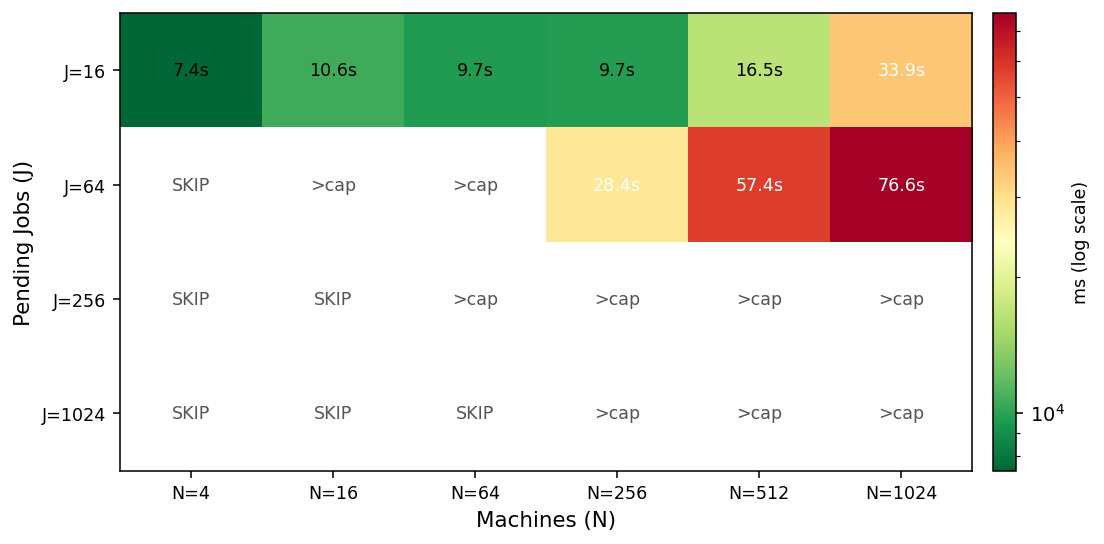 J=16 7.4s 10.6s 9.7s 9.7s 16.5s 33.9s
J=64 SKIP >cap >cap 28.4s 57.4s 76.6s
J=256 SKIP SKIP >cap >cap >cap >cap
J=1024 SKIP SKIP SKIP >cap >cap >cap
N=4 N=16 N=64 N=256 N=512 N=1024
Machines (N)
Pending Jobs (J)
10⁴
ms (log scale)